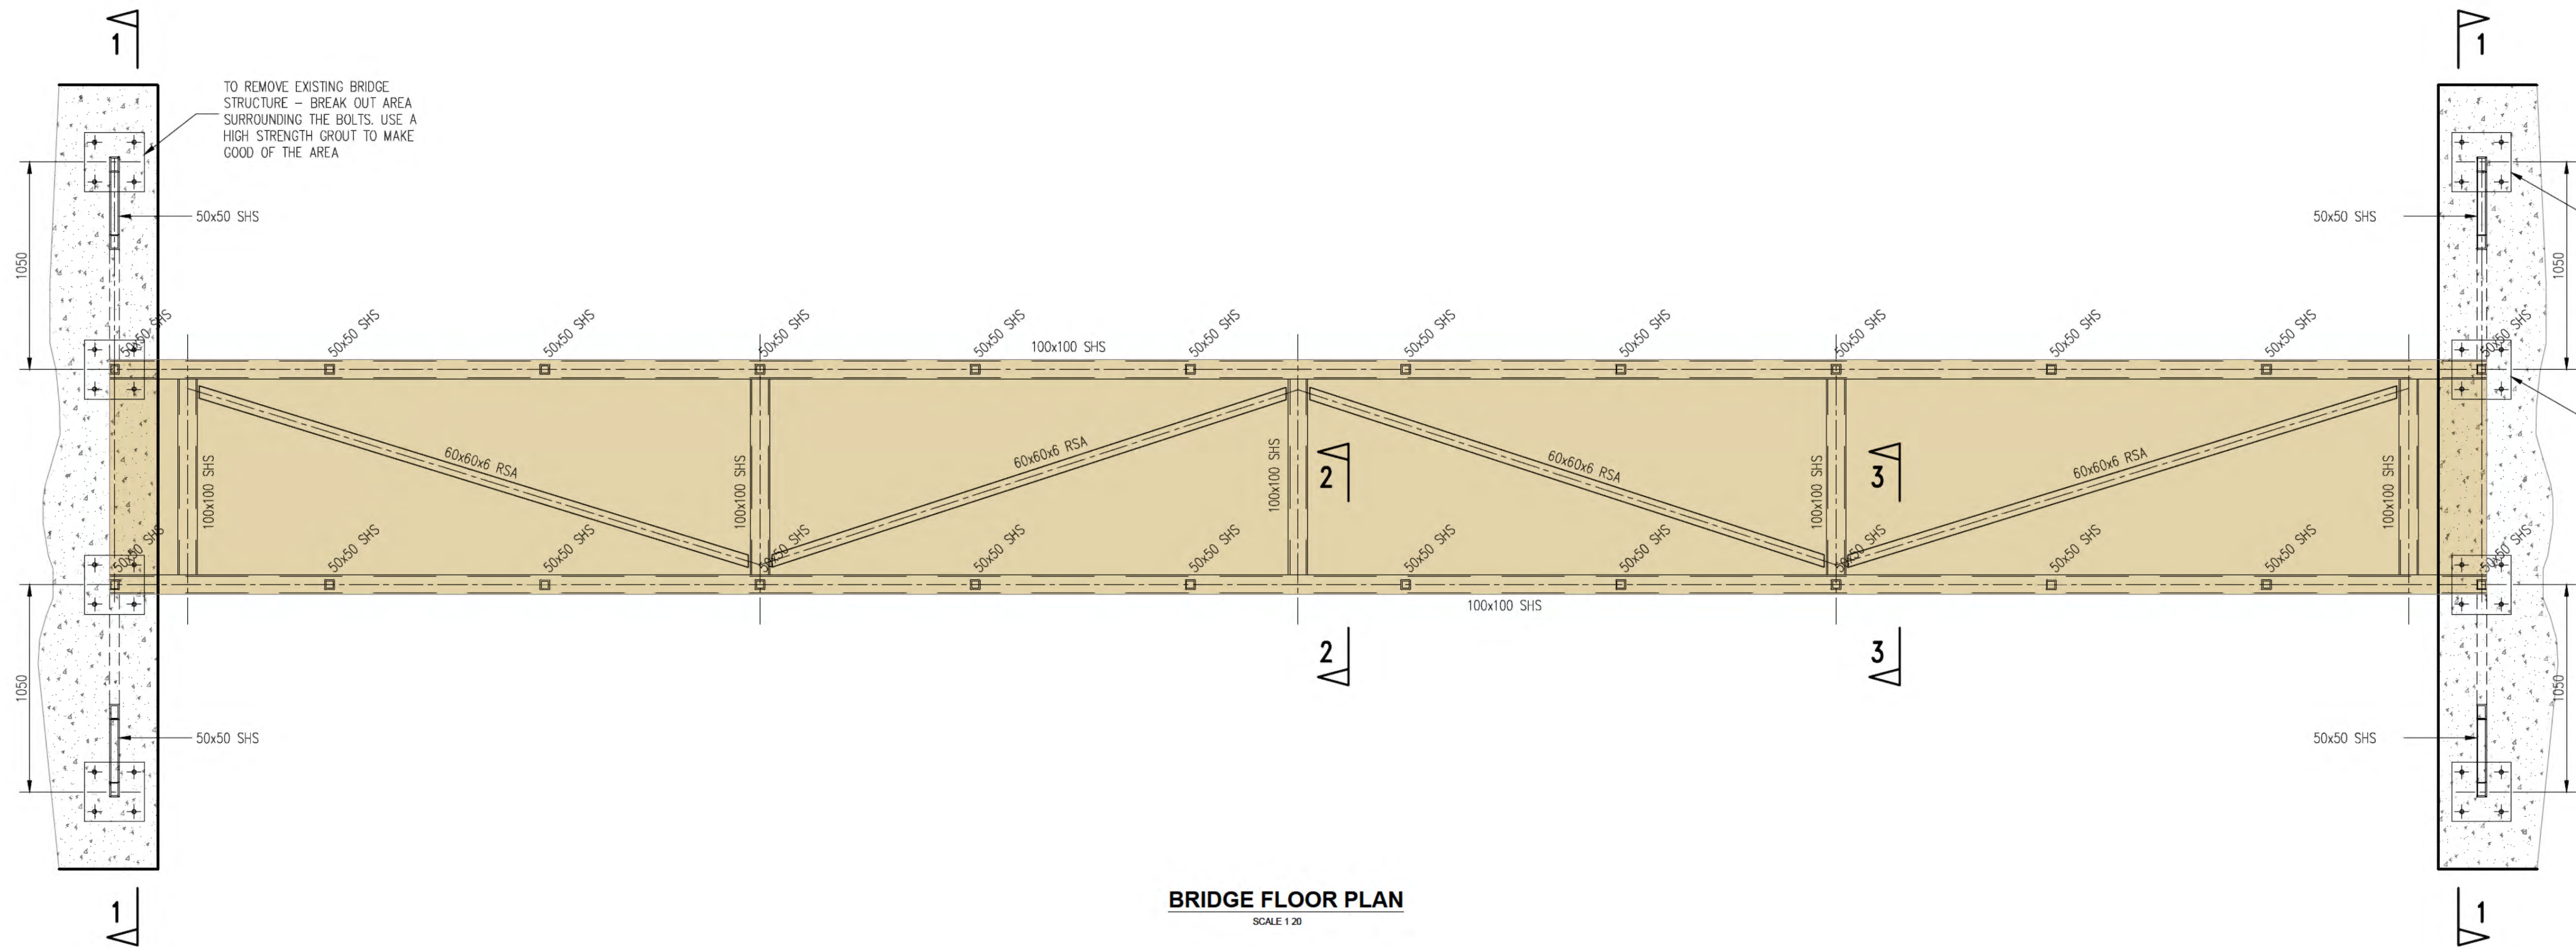 1
1
TO REMOVE EXISTING BRIDGE
STRUCTURE – BREAK OUT AREA
SURROUNDING THE BOLTS. USE A
HIGH STRENGTH GROUT TO MAKE
GOOD OF THE AREA
50x50 SHS
50x50 SHS
1050
1050
50x50 SHS
50x50 SHS
50x50 SHS
50x50 SHS
50x50 SHS
50x50 SHS
50x50 SHS
50x50 SHS
50x50 SHS
50x50 SHS
50x50 SHS
50x50 SHS
100x100 SHS
60x60x6 RSA
60x60x6 RSA
60x60x6 RSA
60x60x6 RSA
100x100 SHS
100x100 SHS
100x100 SHS
100x100 SHS
100x100 SHS
2
3
50x50 SHS
50x50 SHS
50x50 SHS
50x50 SHS
50x50 SHS
50x50 SHS
50x50 SHS
50x50 SHS
50x50 SHS
50x50 SHS
50x50 SHS
50x50 SHS
100x100 SHS
2
3
1050
1050
50x50 SHS
50x50 SHS
BRIDGE FLOOR PLAN
SCALE 1 20
1
1